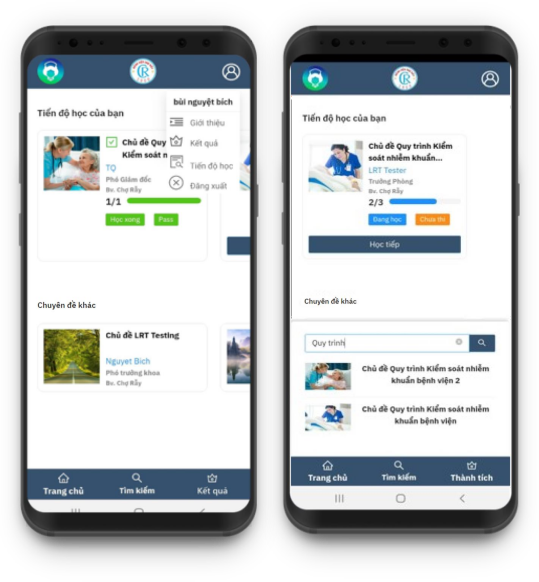 bùi nguyệt bích
Giới thiệu
Kết quả
Tiến độ học
Đăng xuất
Tiến độ học của bạn
Chủ đề Quy
Kiểm soát n
TQ
Phó Giám đốc
Bv. Chợ Rẫy
1/1
Học xong
Pass
Chuyên đề khác
Chủ đề LRT Testing
Nguyet Bich
Phó trưởng khoa
Bv. Chợ Rẫy
Trang chủ
Tìm kiếm
Kết quả
Tiến độ học của bạn
Chủ đề Quy trình Kiểm
soát nhiễm khuẩn...
LRT Tester
Trưởng Phòng
Bv. Chợ Rẫy
2/3
Đang học
Chưa thi
Học tiếp
Chuyên đề khác
Quy trình
Chủ đề Quy trình Kiểm soát nhiễm
khuẩn bệnh viện 2
Chủ đề Quy trình Kiểm soát nhiễm
khuẩn bệnh viện
Trang chủ
Tìm kiếm
Thành tích